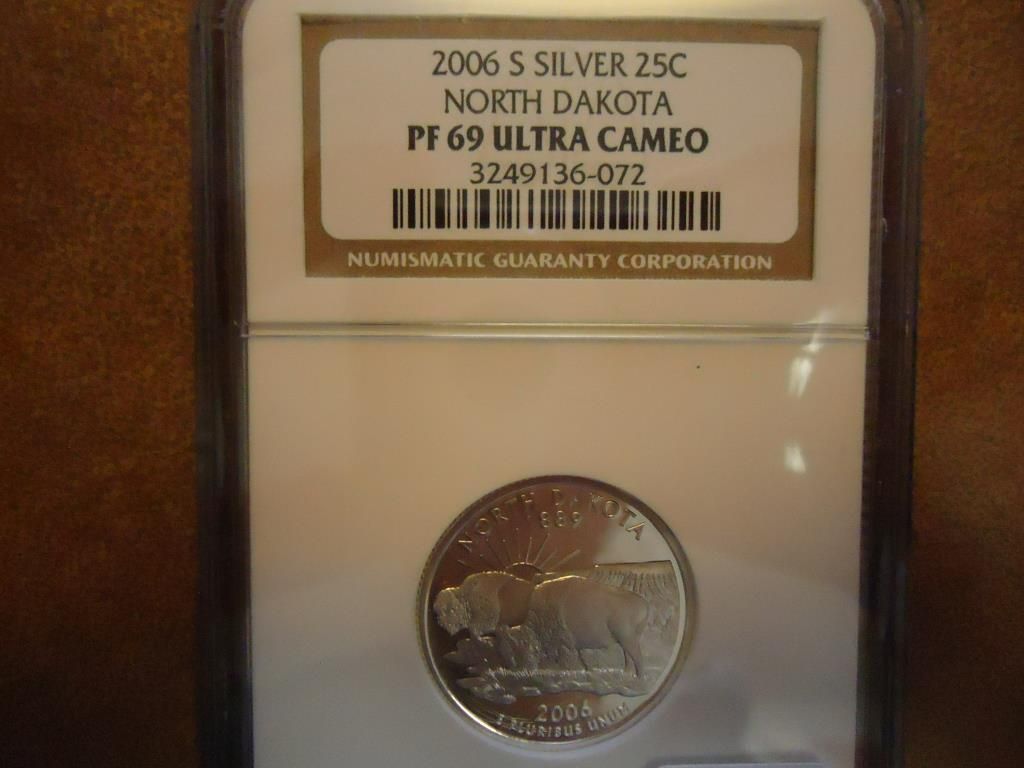 2006 S SILVER 25C
NORTH DAKOTA
PF 69 ULTRA CAMEO
3249136-072
NUMISMATIC GUARANTY CORPORATION
NORTH DAKOTA
889
2006
E PLURIBUS UNUM